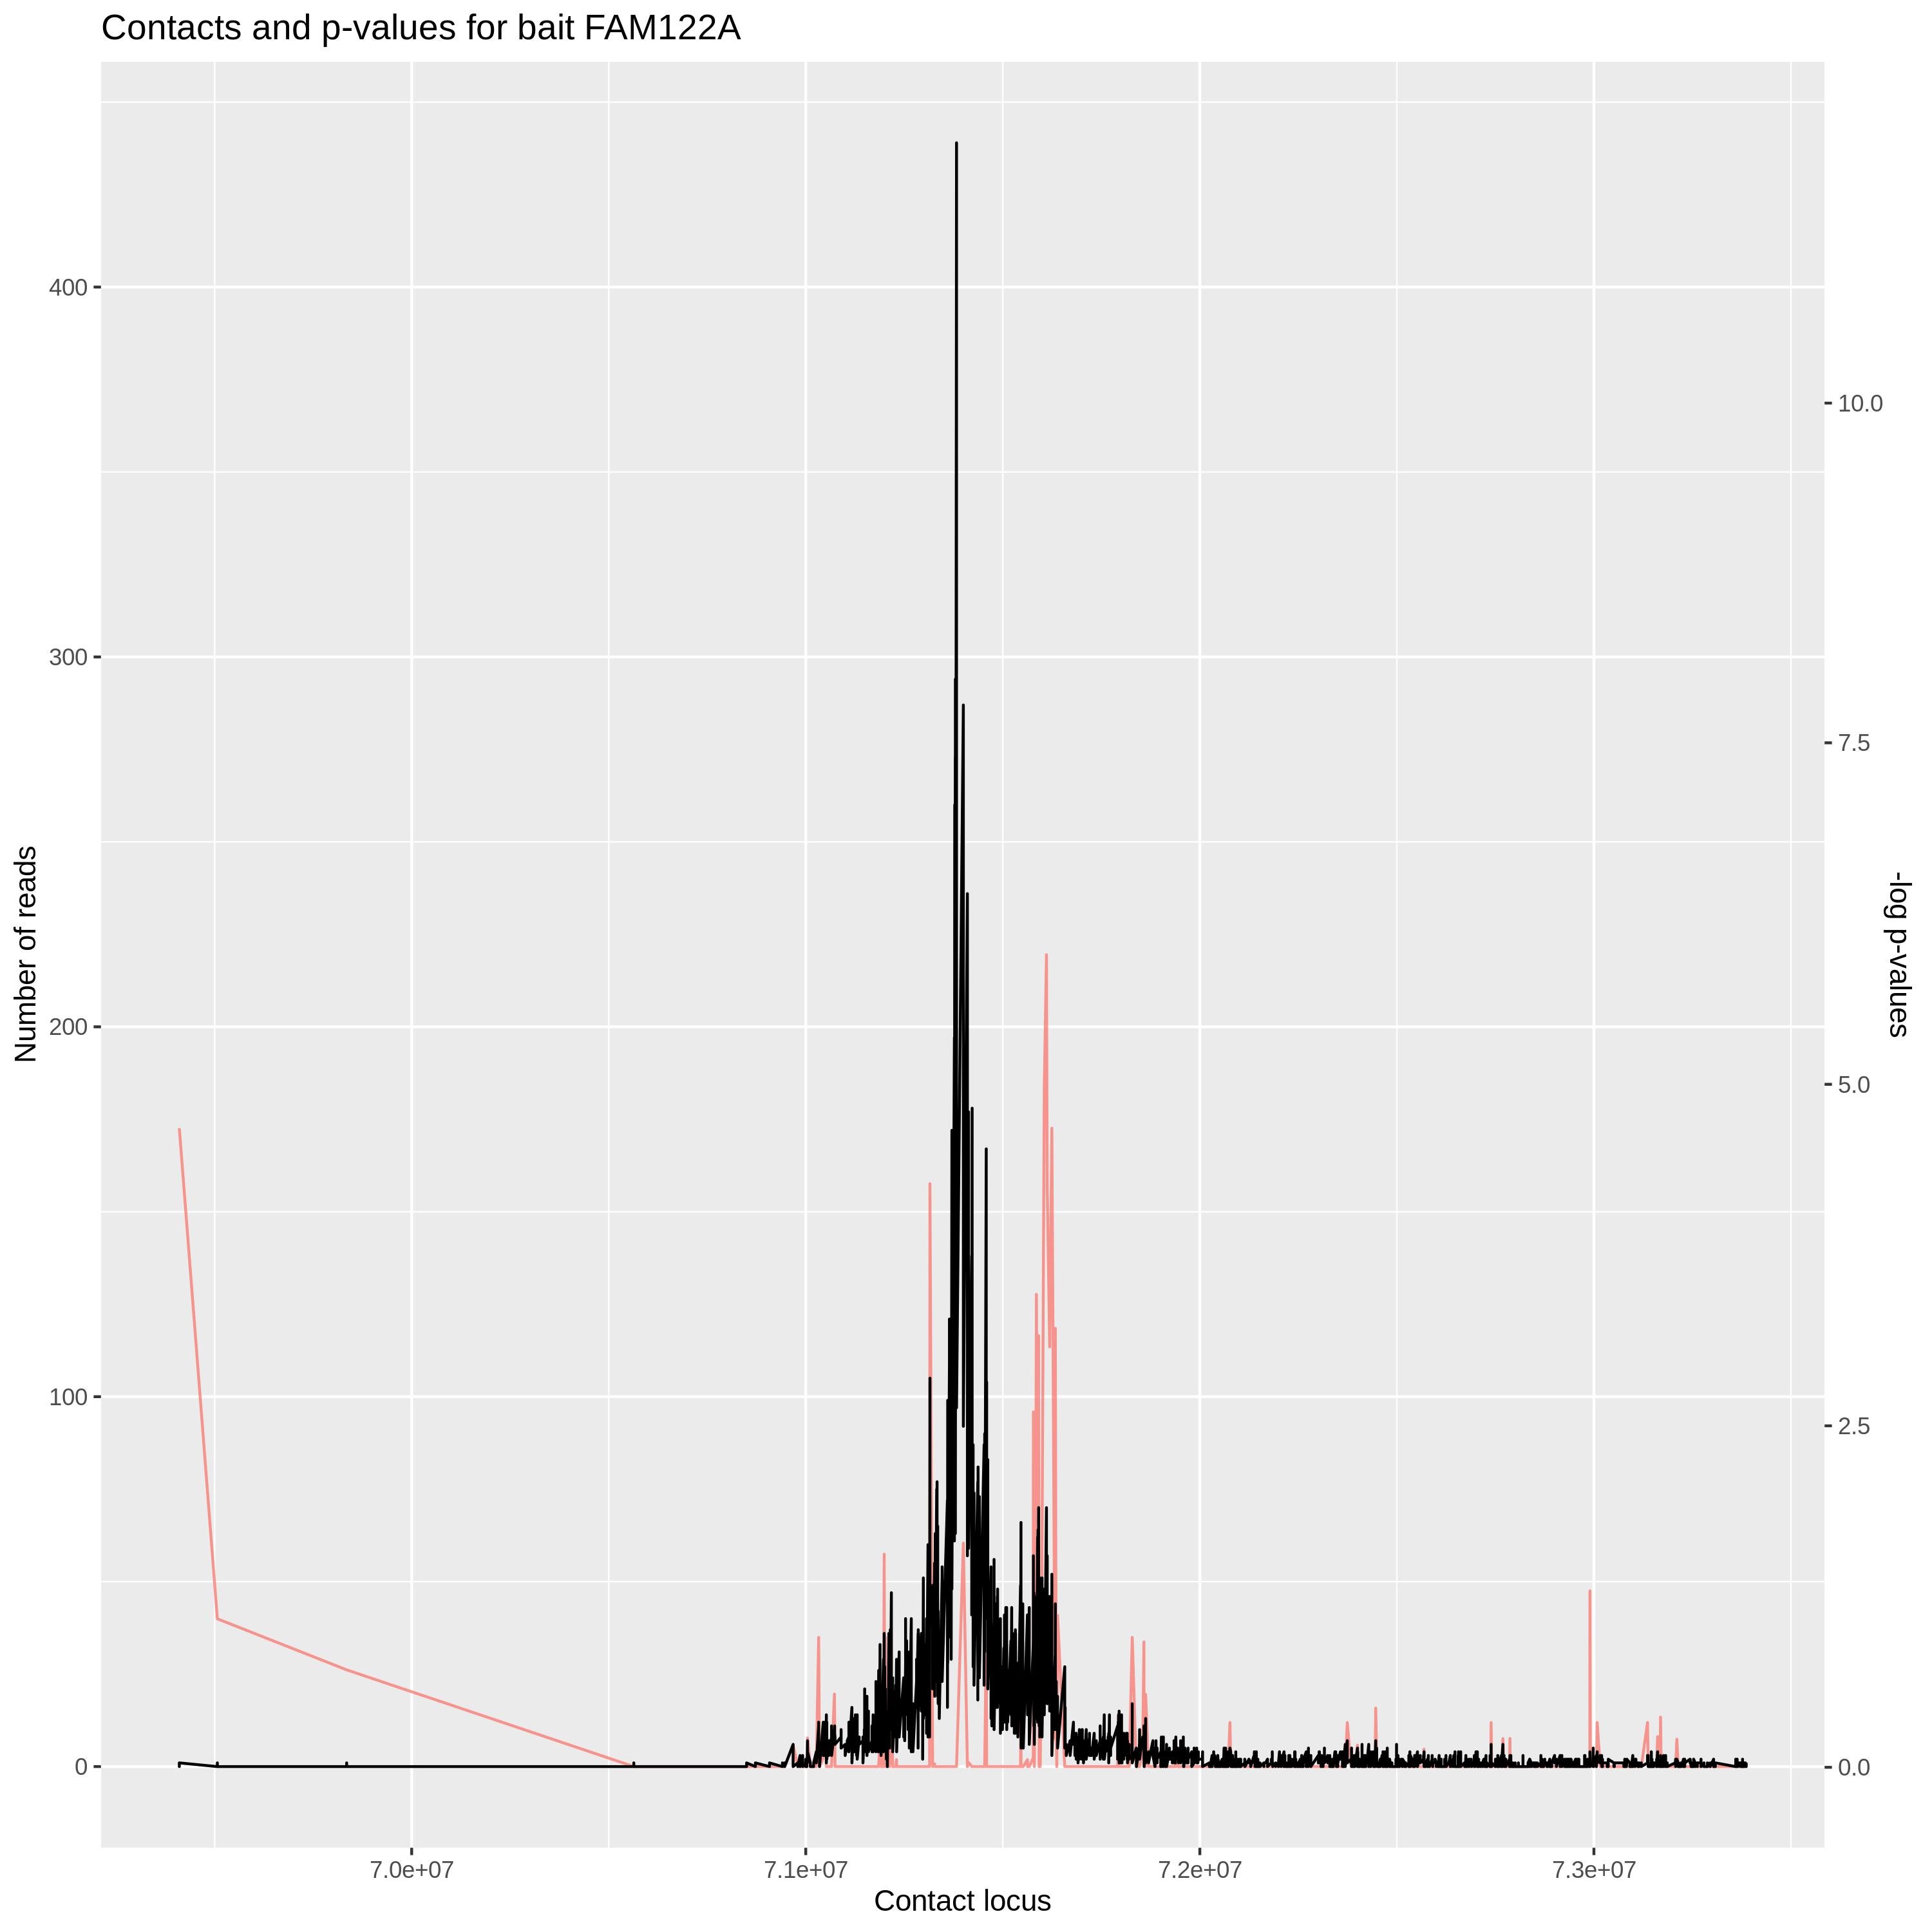 Contacts and p-values for bait FAM122A
400
300
200
100
0
Number of reads
10.0
7.5
5.0
2.5
0.0
-log p-values
7.0e+07
7.1e+07
7.2e+07
7.3e+07
Contact locus